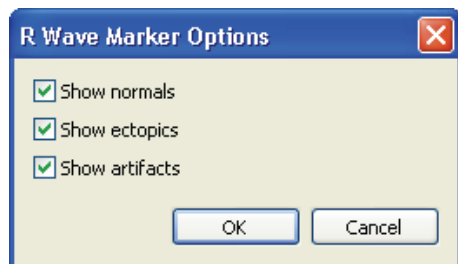 R Wave Marker Options
Show normals
Show ectopics
Show artifacts
OK Cancel